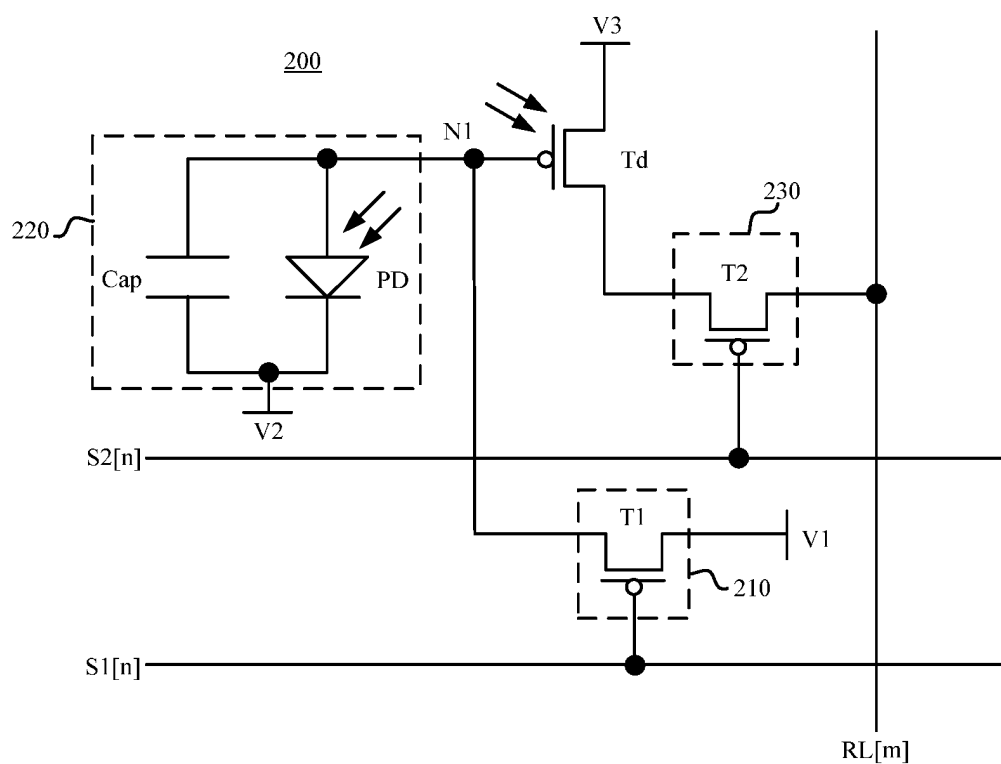 V3
200
N1
Td
230
220
T2
Cap
PD
V2
S2[n]
T1
V1
210
S1[n]
RL[m]